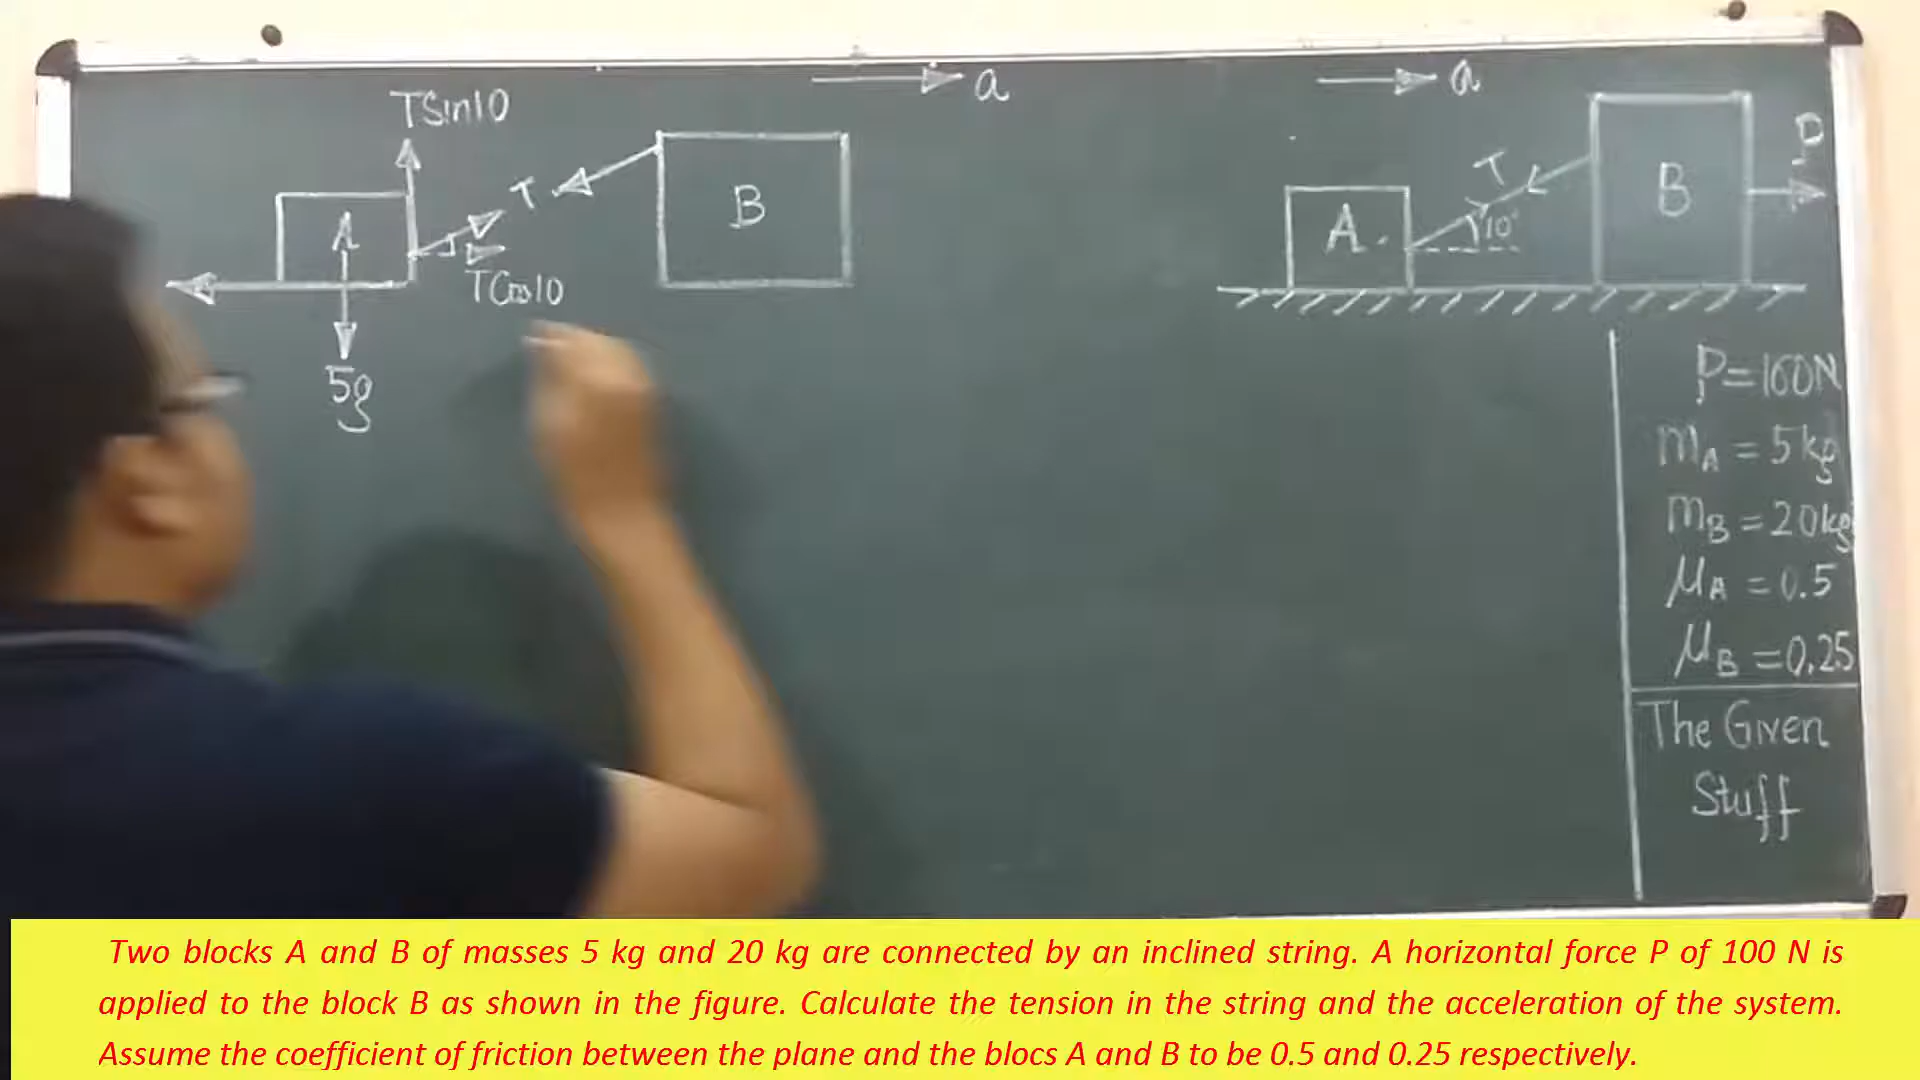 TSin10
a
a
P
A
T
B
A
T
10°
B
TCos10
5g
P=100N
mA = 5kg
mB = 20kg
μA = 0.5
μB = 0.25
The Given
Stuff
Two blocks A and B of masses 5 kg and 20 kg are connected by an inclined string. A horizontal force P of 100 N is
applied to the block B as shown in the figure. Calculate the tension in the string and the acceleration of the system.
Assume the coefficient of friction between the plane and the blocs A and B to be 0.5 and 0.25 respectively.